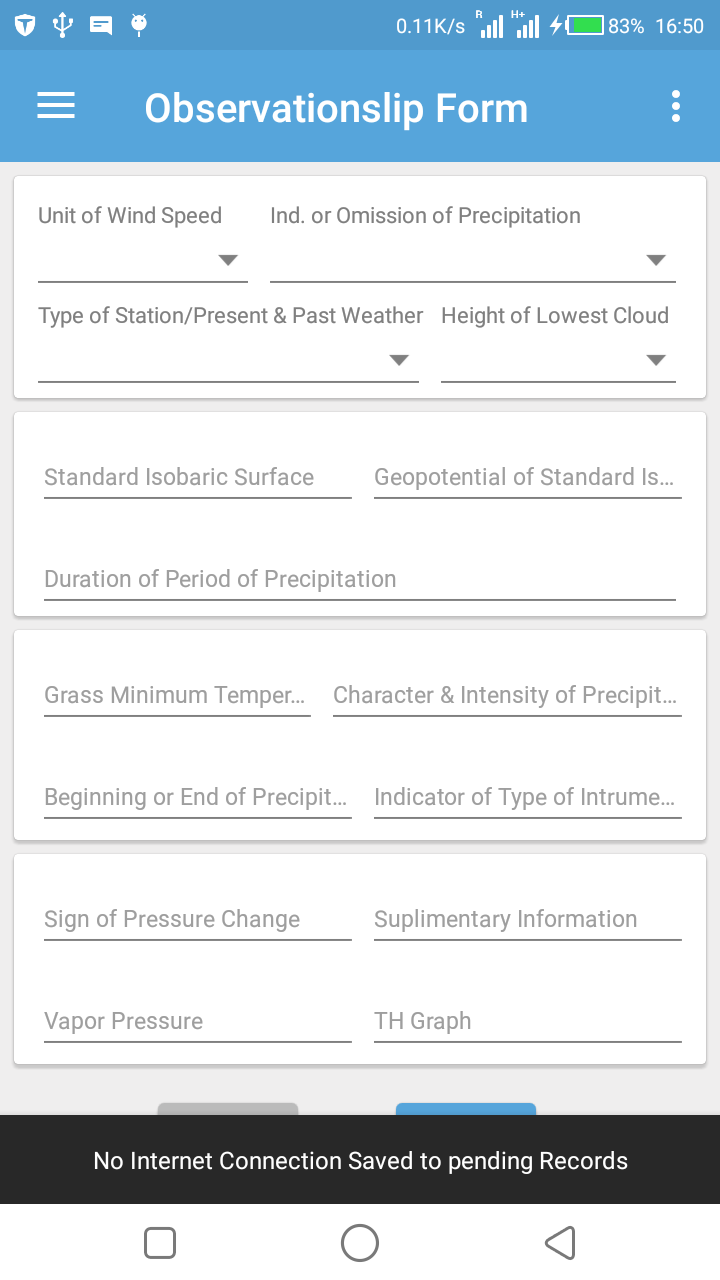 0.11K/s R H+ 83% 16:50
Observationslip Form
Unit of Wind Speed Ind. or Omission of Precipitation
Type of Station/Present & Past Weather Height of Lowest Cloud
Standard Isobaric Surface Geopotential of Standard Is...
Duration of Period of Precipitation
Grass Minimum Temper... Character & Intensity of Precipit...
Beginning or End of Precipit... Indicator of Type of Intrume...
Sign of Pressure Change Suplimentary Information
Vapor Pressure TH Graph
No Internet Connection Saved to pending Records